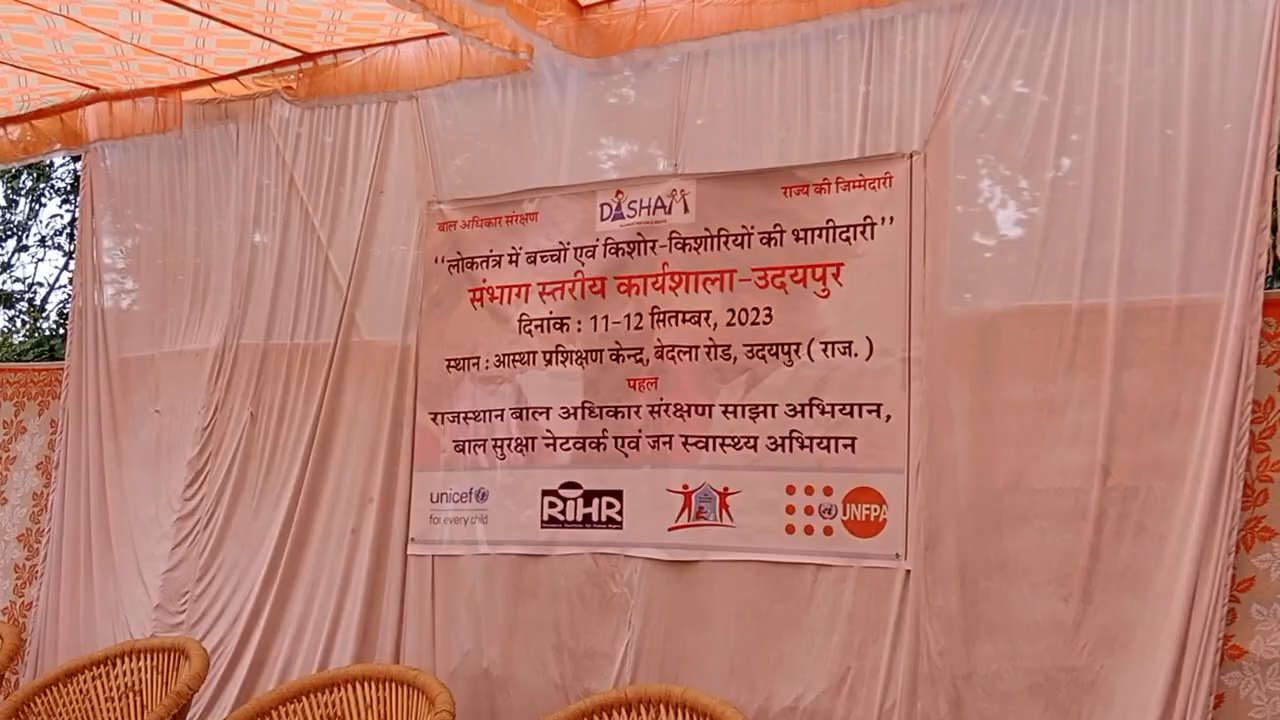 बाल अधिकार संरक्षण
DASHAM
राज्य की जिम्मेदारी
‘‘लोकतंत्र में बच्चों एवं किशोर-किशोरियों की भागीदारी’’
संभाग स्तरीय कार्यशाला-उदयपुर
दिनांक : 11-12 सितम्बर, 2023
स्थान : आस्था प्रशिक्षण केन्द्र, बेदला रोड, उदयपुर ( राज. )
पहल
राजस्थान बाल अधिकार संरक्षण साझा अभियान,
बाल सुरक्षा नेटवर्क एवं जन स्वास्थ्य अभियान
unicef
for every child
RIHR
UNFPA